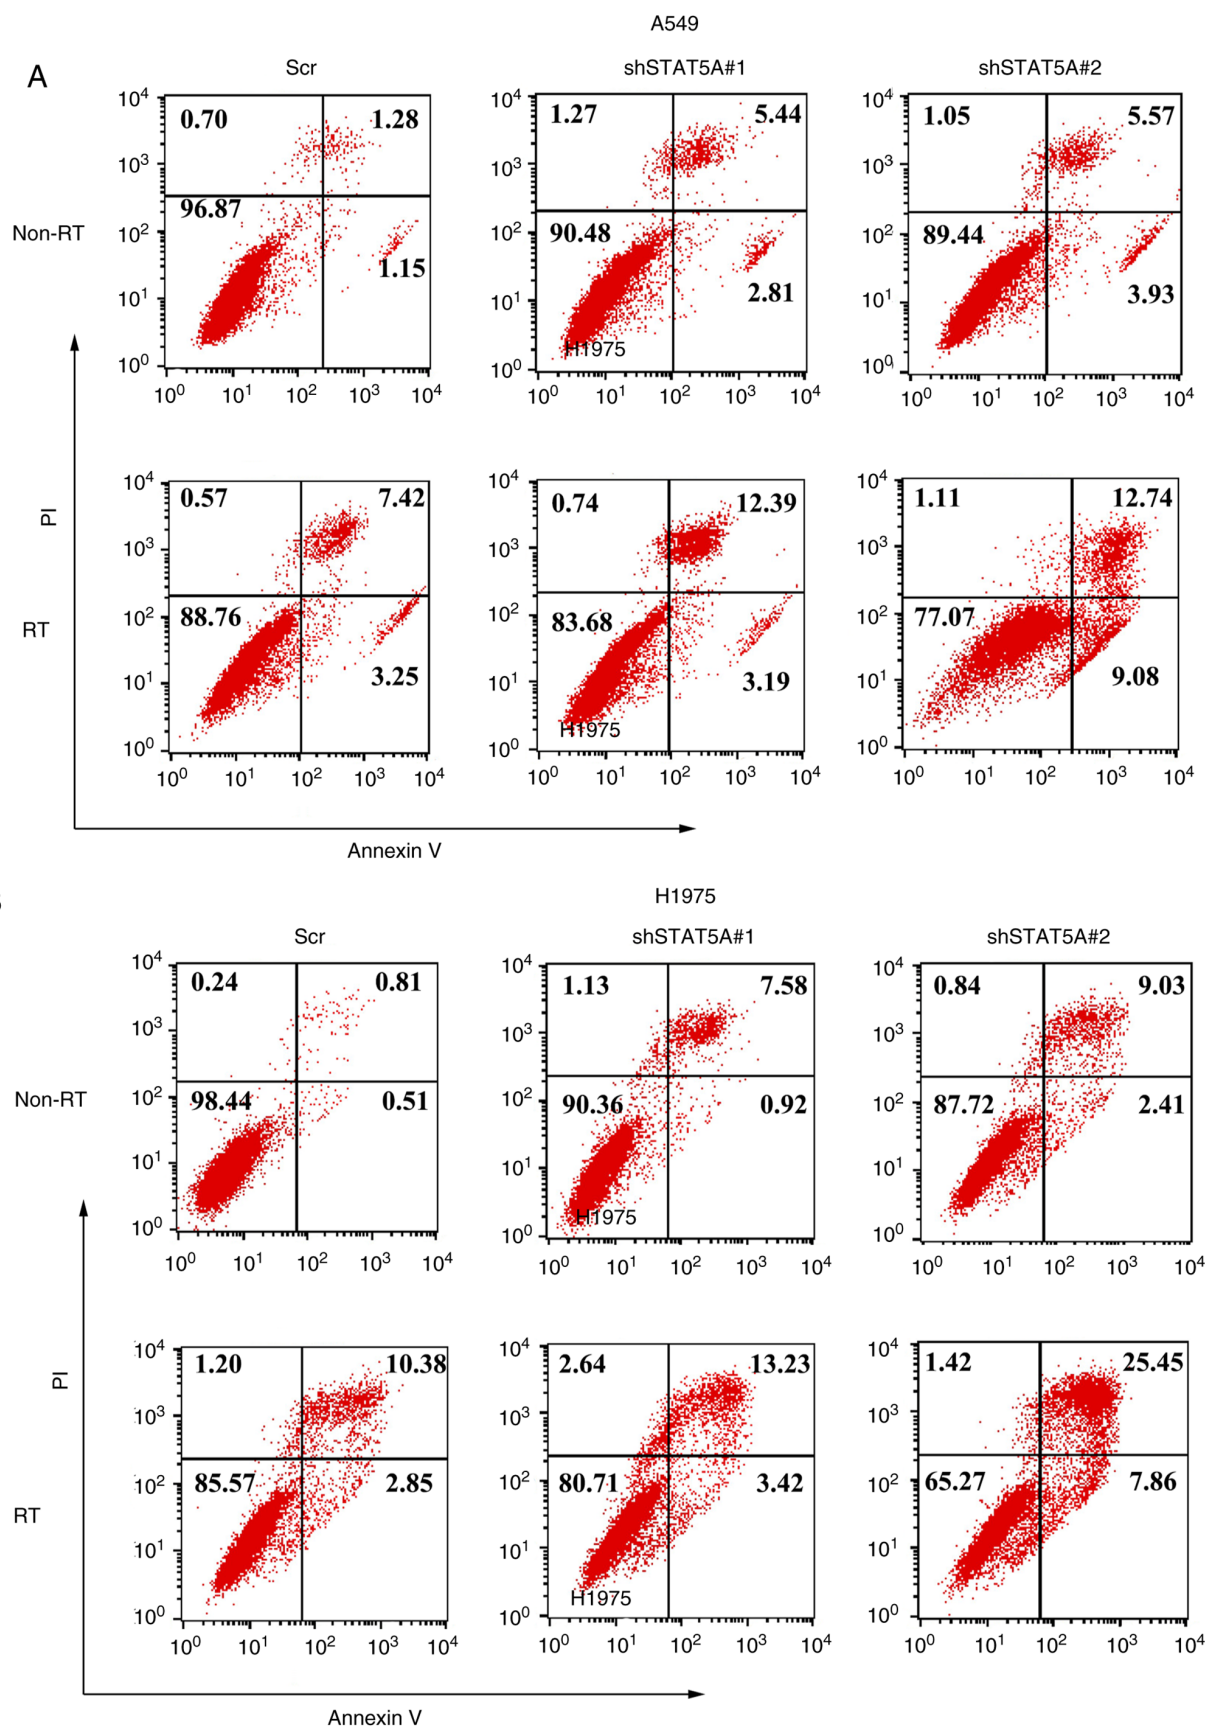 A549
A
Scr shSTAT5A#1 shSTAT5A#2
10⁴ 0.70 1.28 10⁴ 1.27 5.44 10⁴ 1.05 5.57
10³ 10³ 10³
Non-RT 96.87 90.48 89.44
10² 10² 10²
1.15 2.81 3.93
10¹ 10¹ 10¹
H1975
10⁰ 10⁰ 10⁰
10⁰ 10¹ 10² 10³ 10⁴ 10⁰ 10¹ 10² 10³ 10⁴ 10⁰ 10¹ 10² 10³ 10⁴
10⁴ 0.57 7.42 10⁴ 0.74 12.39 10⁴ 1.11 12.74
PI
10³ 10³ 10³
10² 88.76 10² 83.68 10² 77.07
RT
3.25 3.19 9.08
10¹ 10¹ 10¹
H1975
10⁰ 10⁰ 10⁰
10⁰ 10¹ 10² 10³ 10⁴ 10⁰ 10¹ 10² 10³ 10⁴ 10⁰ 10¹ 10² 10³ 10⁴
Annexin V
H1975
Scr shSTAT5A#1 shSTAT5A#2
10⁴ 0.24 0.81 10⁴ 1.13 7.58 10⁴ 0.84 9.03
10³ 10³ 10³
Non-RT 10² 98.44 0.51 10² 90.36 0.92 10² 87.72 2.41
10¹ 10¹ 10¹
H1975
10⁰ 10⁰ 10⁰
10⁰ 10¹ 10² 10³ 10⁴ 10⁰ 10¹ 10² 10³ 10⁴ 10⁰ 10¹ 10² 10³ 10⁴
10⁴ 1.20 10.38 10⁴ 2.64 13.23 10⁴ 1.42 25.45
PI
10³ 10³ 10³
10² 85.57 2.85 10² 80.71 3.42 10² 65.27 7.86
RT
10¹ 10¹ 10¹
H1975
10⁰ 10⁰ 10⁰
10⁰ 10¹ 10² 10³ 10⁴ 10⁰ 10¹ 10² 10³ 10⁴ 10⁰ 10¹ 10² 10³ 10⁴
Annexin V